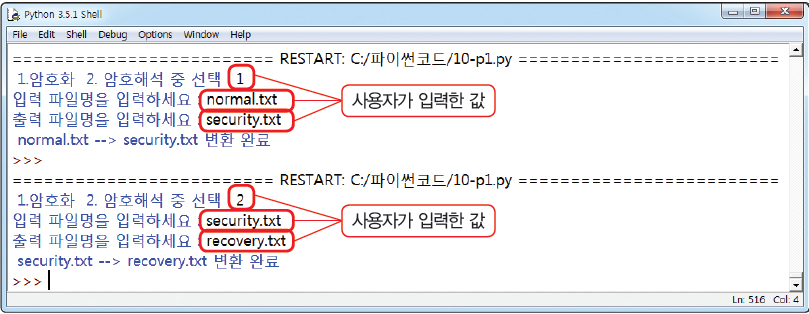 Python 3.5.1 Shell
File Edit Shell Debug Options Window Help
========================= RESTART: C:/파이썬코드/10-p1.py =========================
1.암호화 2. 암호해석 중 선택 1
입력 파일명을 입력하세요 : normal.txt
출력 파일명을 입력하세요 : security.txt
사용자가 입력한 값
normal.txt --> security.txt 변환 완료
>>>
========================= RESTART: C:/파이썬코드/10-p1.py =========================
1.암호화 2. 암호해석 중 선택 2
입력 파일명을 입력하세요 : security.txt
출력 파일명을 입력하세요 : recovery.txt
사용자가 입력한 값
security.txt --> recovery.txt 변환 완료
>>>
Ln: 516 Col: 4